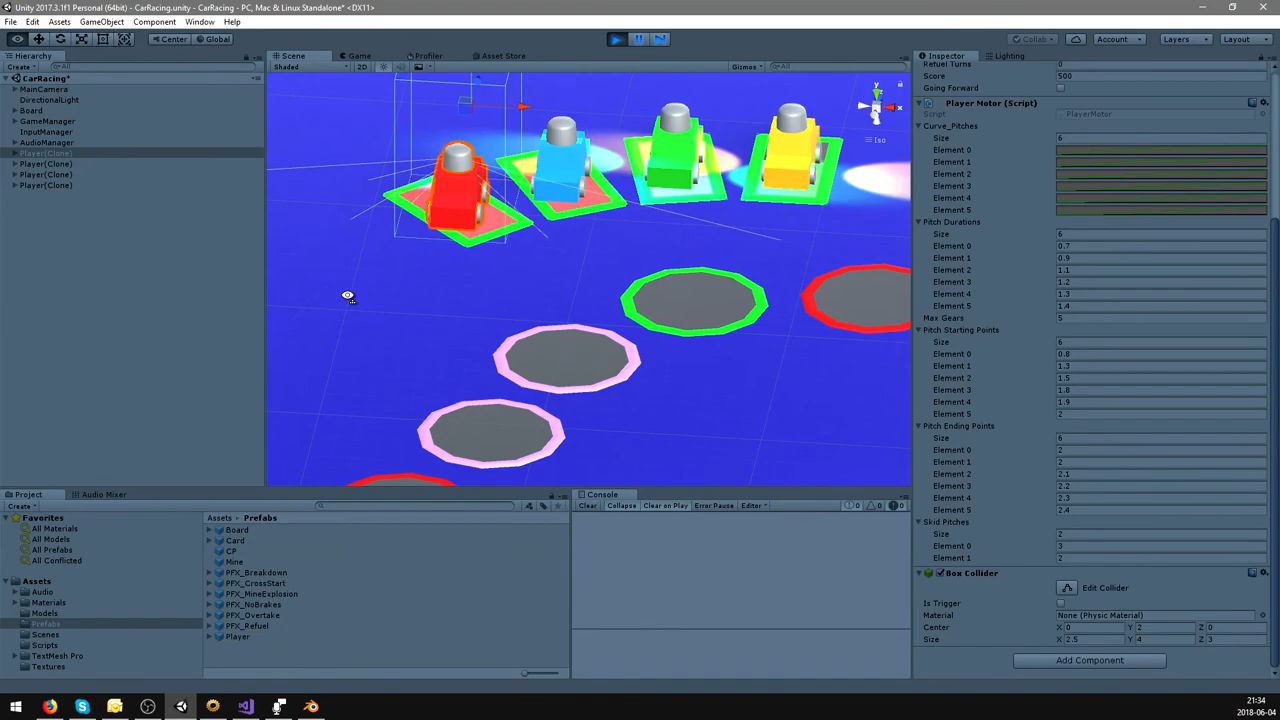 Unity 2017.3.1f1 Personal (64bit) - CarRacing.unity - CarRacing - PC, Mac & Linux Standalone* <DX11>
File Edit Assets GameObject Component Window Help
Center Global Collab Account Layers Layout
Hierarchy Scene Game Profiler Asset Store Inspector Lighting
Create All Shaded 2D Gizmos All
Refuel Turns 0
Score 500
Going Forward
CarRacing*
MainCamera
DirectionalLight
Board
GameManager
InputManager
AudioManager
Player(Clone)
Player(Clone)
Player(Clone)
Player(Clone)
y
x
Iso
Player Motor (Script)
Script PlayerMotor
Curve_Pitches
Size 6
Element 0
Element 1
Element 2
Element 3
Element 4
Element 5
Pitch Durations
Size 6
Element 0 0.7
Element 1 0.9
Element 2 1.1
Element 3 1.2
Element 4 1.3
Element 5 1.4
Max Gears 5
Pitch Starting Points
Size 6
Element 0 0.8
Element 1 1.3
Element 2 1.5
Element 3 1.8
Element 4 1.9
Element 5 2
Pitch Ending Points
Size 6
Element 0 2
Element 1 2
Element 2 2.1
Element 3 2.2
Element 4 2.3
Element 5 2.4
Skid Pitches
Size 2
Element 0 3
Element 1 2
Box Collider
Edit Collider
Is Trigger
Material None (Physic Material)
Center X 0 Y 2 Z 0
Size X 2.5 Y 4 Z 3
Add Component
Project Audio Mixer
Create
Favorites
All Materials
All Models
All Prefabs
All Conflicted
Assets
Audio
Materials
Models
Prefabs
Scenes
Scripts
TextMesh Pro
Textures
Assets Prefabs
Board
Card
CP
Mine
PFX_Breakdown
PFX_CrossStart
PFX_MineExplosion
PFX_NoBrakes
PFX_Overtake
PFX_Refuel
Player
Console
Clear Collapse Clear on Play Error Pause Editor 0 0 0
21:34
2018-06-04